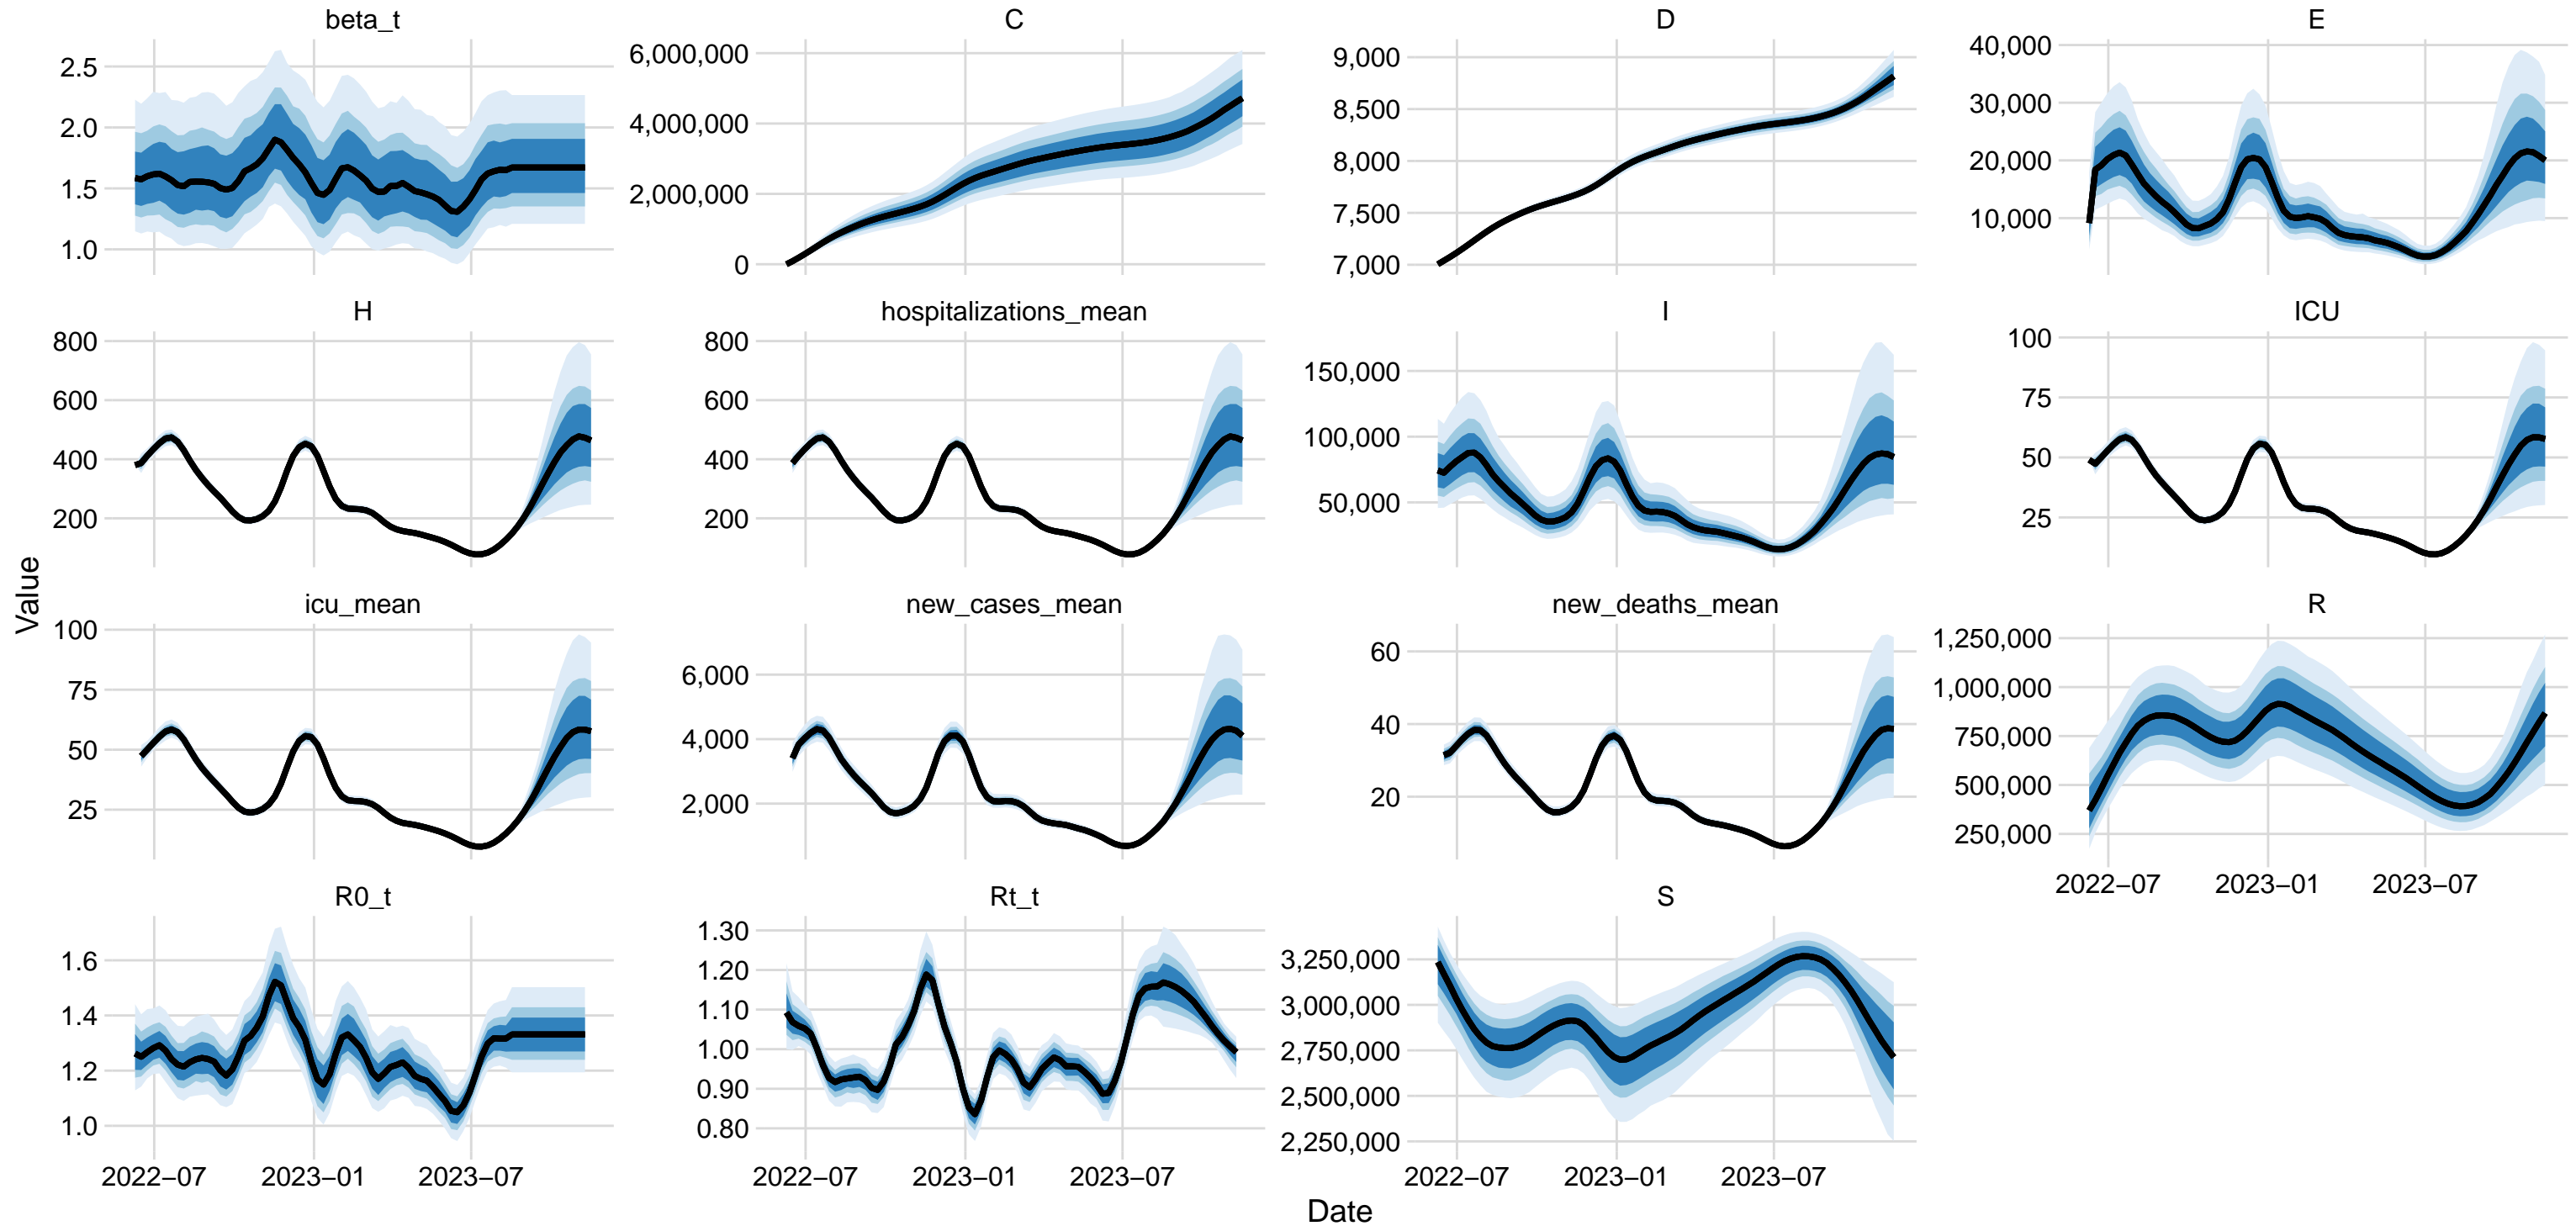 beta_t
C
D
E
2.5
2.0
1.5
1.0
6,000,000
4,000,000
2,000,000
0
9,000
8,500
8,000
7,500
7,000
40,000
30,000
20,000
10,000
H
hospitalizations_mean
I
ICU
800
600
400
200
800
600
400
200
150,000
100,000
50,000
100
75
50
25
Value
icu_mean
new_cases_mean
new_deaths_mean
R
100
75
50
25
6,000
4,000
2,000
60
40
20
1,250,000
1,000,000
750,000
500,000
250,000
2022−07 2023−01 2023−07
R0_t
Rt_t
S
1.6
1.4
1.2
1.0
1.30
1.20
1.10
1.00
0.90
0.80
3,250,000
3,000,000
2,750,000
2,500,000
2,250,000
2022−07 2023−01 2023−07
2022−07 2023−01 2023−07
2022−07 2023−01 2023−07
Date